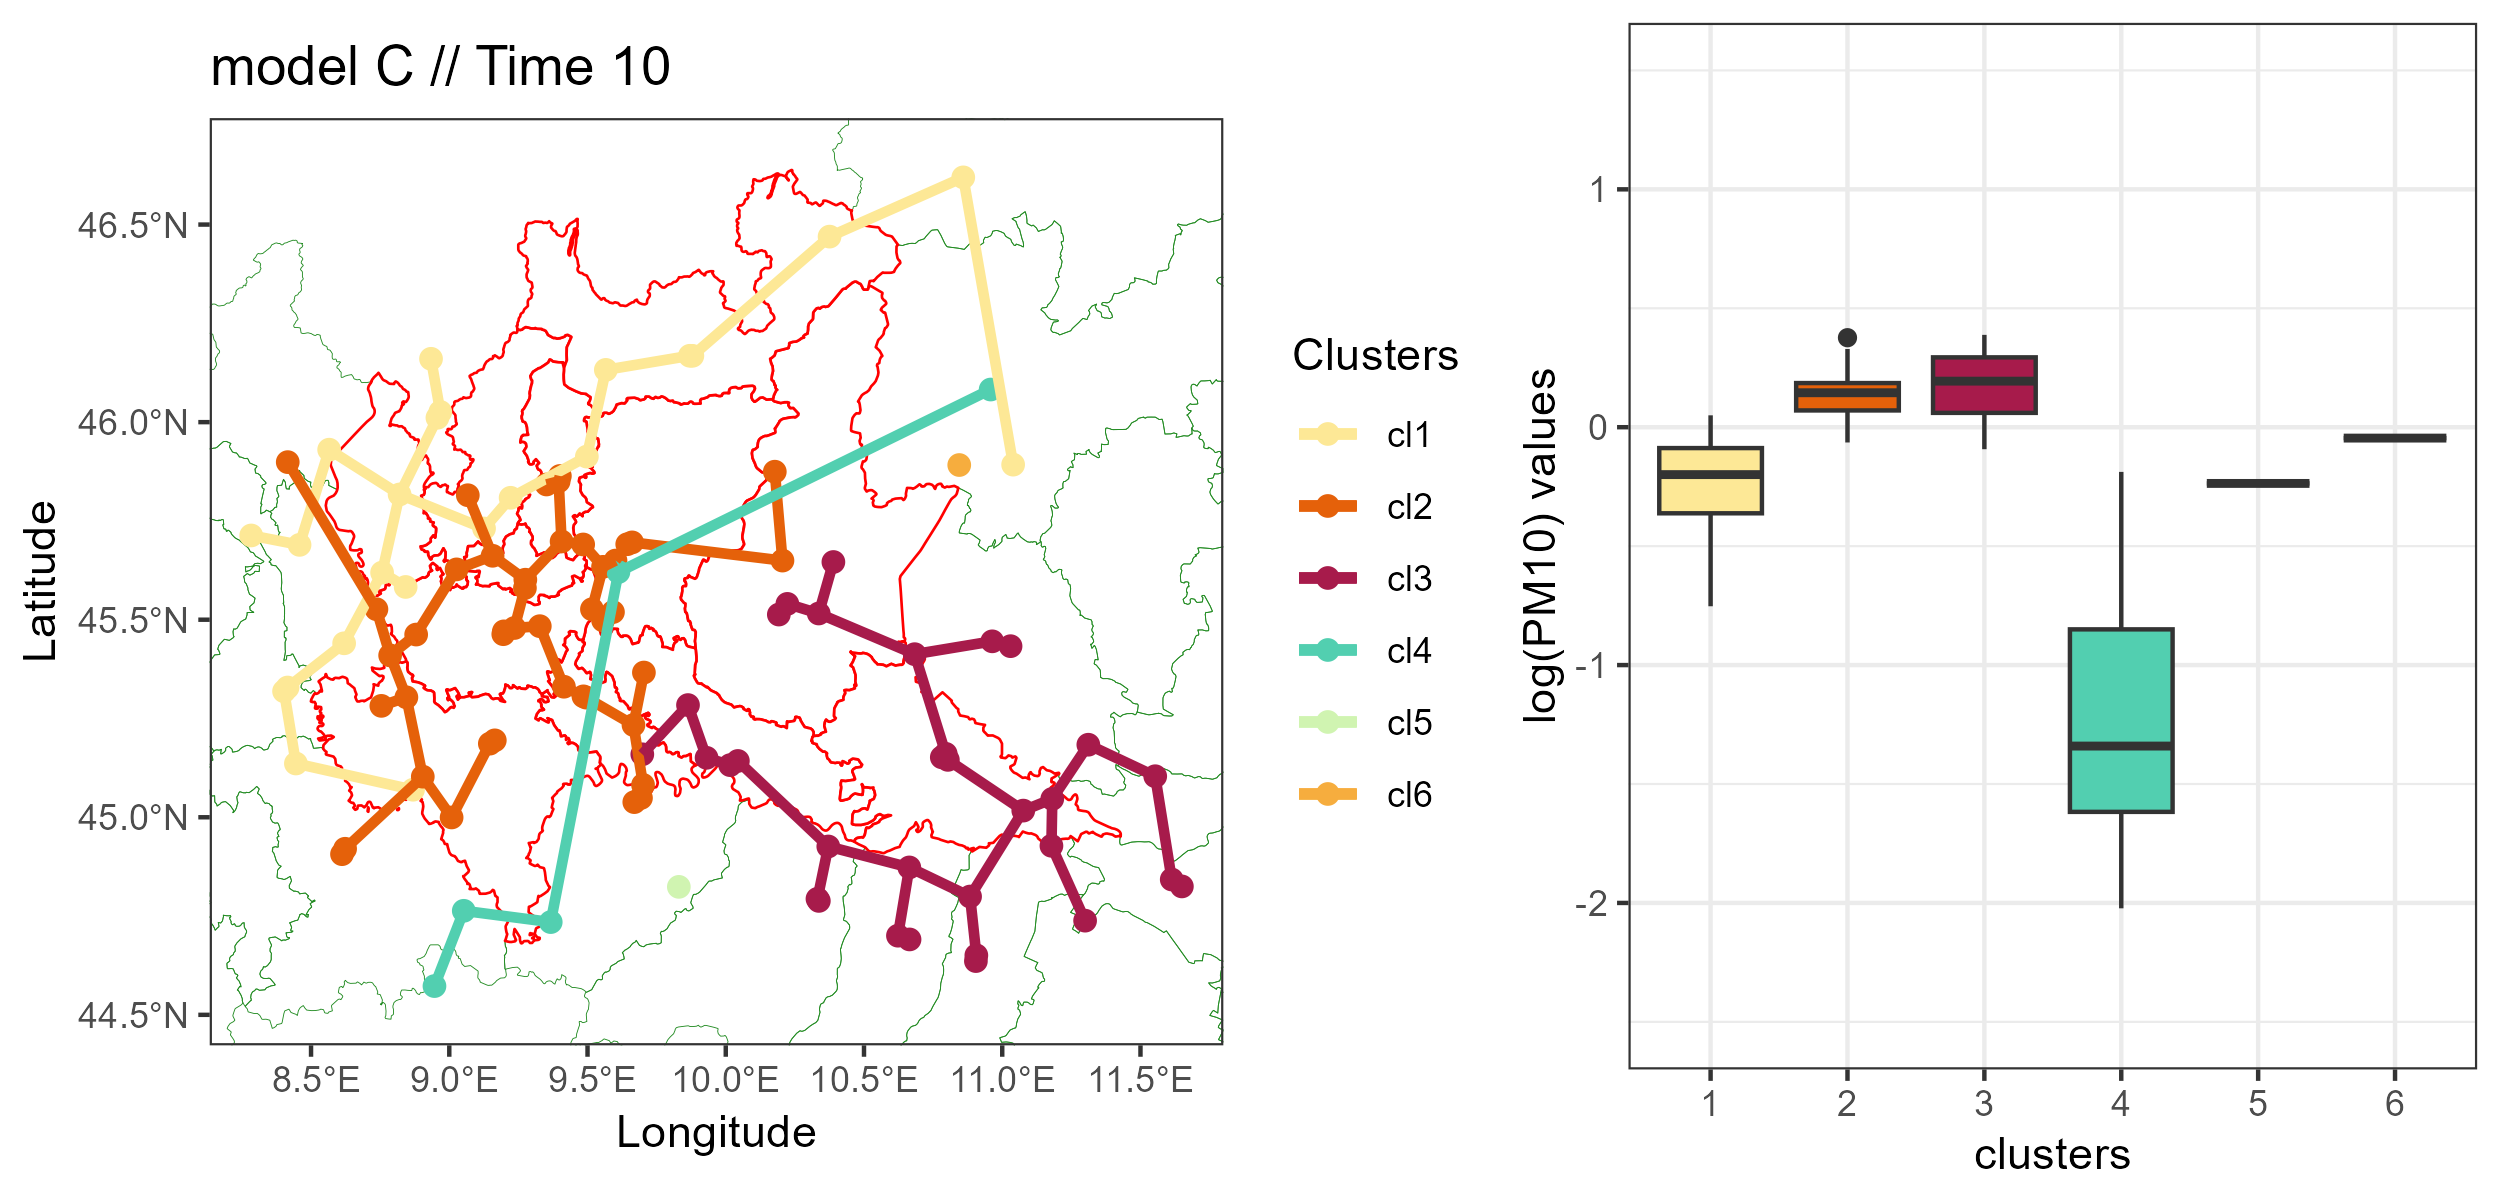 model C // Time 10
46.5°N
46.0°N
45.5°N
45.0°N
44.5°N
Latitude
8.5°E 9.0°E 9.5°E 10.0°E 10.5°E 11.0°E 11.5°E
Longitude
Clusters
cl1
cl2
cl3
cl4
cl5
cl6
log(PM10) values
1
0
-1
-2
1 2 3 4 5 6
clusters